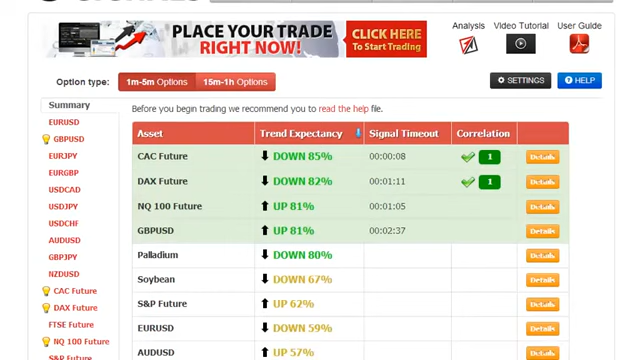 PLACE YOUR TRADE
RIGHT NOW!
CLICK HERE
To Start Trading
Analysis
Video Tutorial
User Guide
Option type:
1m-5m Options
15m-1h Options
SETTINGS
HELP
Summary
EURUSD
GBPUSD
EURJPY
EURGBP
USDCAD
USDJPY
USDCHF
AUDUSD
GBPJPY
NZDUSD
CAC Future
DAX Future
FTSE Future
NQ 100 Future
S&P Future
Before you begin trading we recommend you to read the help file.
Asset Trend Expectancy Signal Timeout Correlation
CAC Future DOWN 85% 00:00:08 1 Details
DAX Future DOWN 82% 00:01:11 1 Details
NQ 100 Future UP 81% 00:01:05 Details
GBPUSD UP 81% 00:02:37 Details
Palladium DOWN 80% Details
Soybean DOWN 67% Details
S&P Future UP 62% Details
EURUSD DOWN 59% Details
AUDUSD UP 57% Details